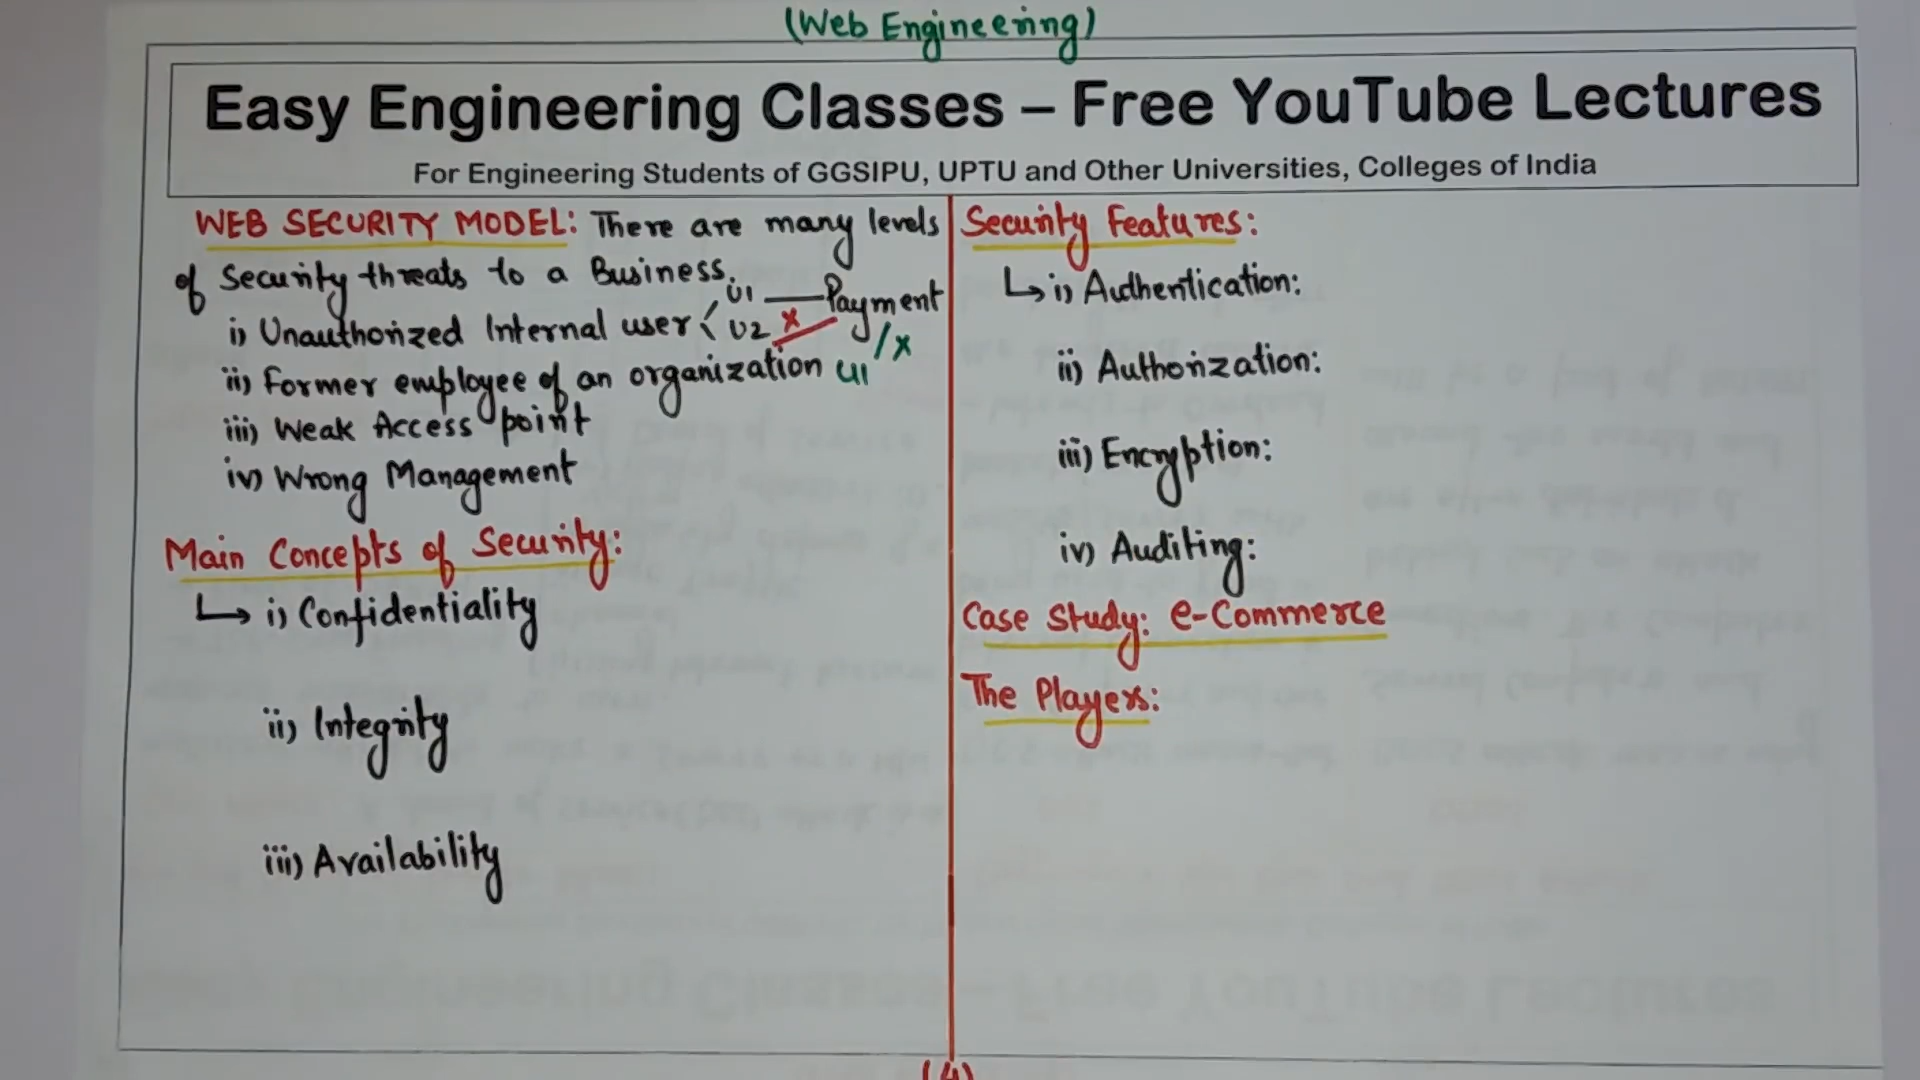 (Web Engineering)
Easy Engineering Classes – Free YouTube Lectures
For Engineering Students of GGSIPU, UPTU and Other Universities, Colleges of India
WEB SECURITY MODEL: There are many levels
of Security threats to a Business.
i) Unauthorized Internal user < U1 — Payment
U2 x / x
ii) Former employee of an organization U1
iii) Weak Access point
iv) Wrong Management
Main Concepts of Security:
↳ i) Confidentiality
ii) Integrity
iii) Availability
Security Features:
↳ i) Authentication:
ii) Authorization:
iii) Encryption:
iv) Auditing:
Case Study: e-Commerce
The Players:
(4)